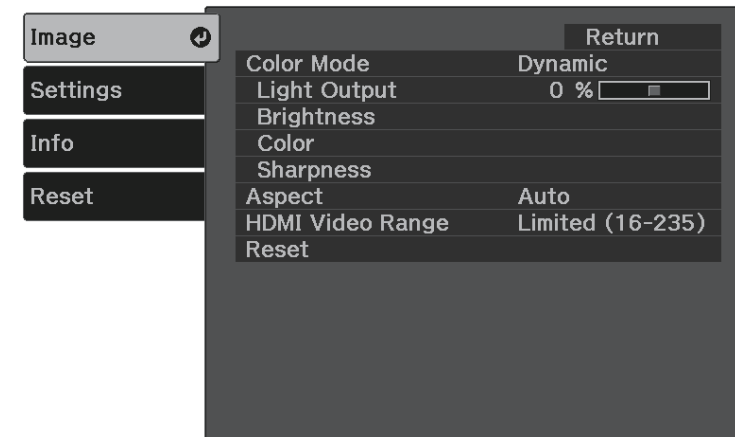 Image
Settings
Info
Reset
Return
Color Mode Dynamic
Light Output 0 %
Brightness
Color
Sharpness
Aspect Auto
HDMI Video Range Limited (16-235)
Reset